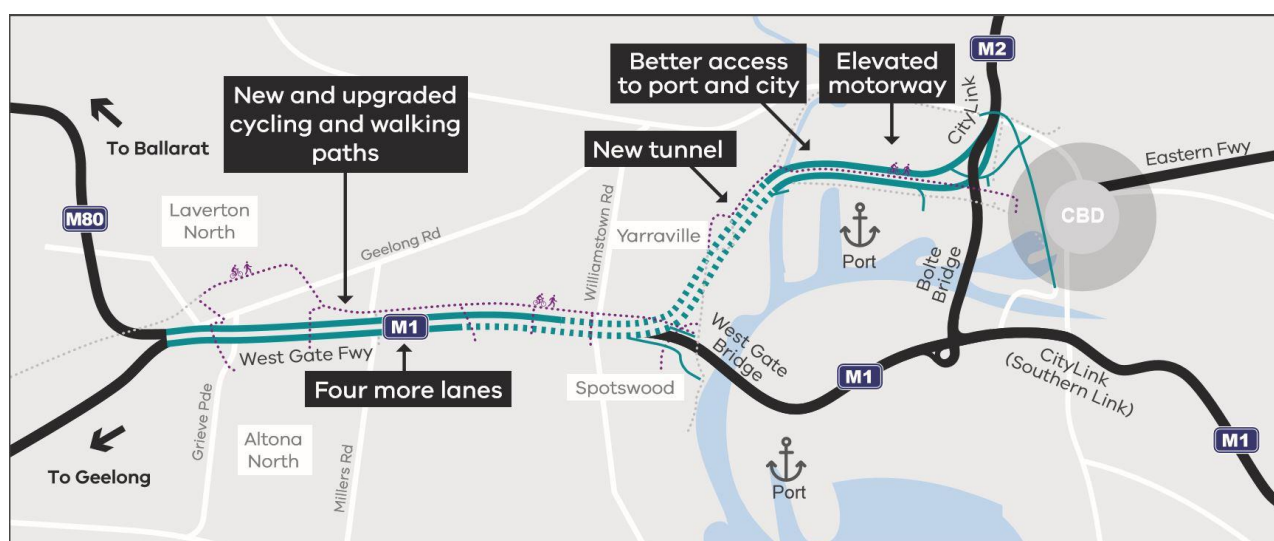 M2
Better access
to port and city
Elevated
motorway
CityLink
New and upgraded
cycling and walking
paths
To Ballarat
New tunnel
Eastern Fwy
M80
Laverton
North
Williamstown Rd
CBD
Geelong Rd
Yarraville
Port
Bolte
Bridge
M1
West Gate Fwy
West Gate
Bridge
Four more lanes
Spotswood
M1
CityLink
(Southern Link)
Grieve Pde
Altona
North
Millers Rd
M1
To Geelong
Port